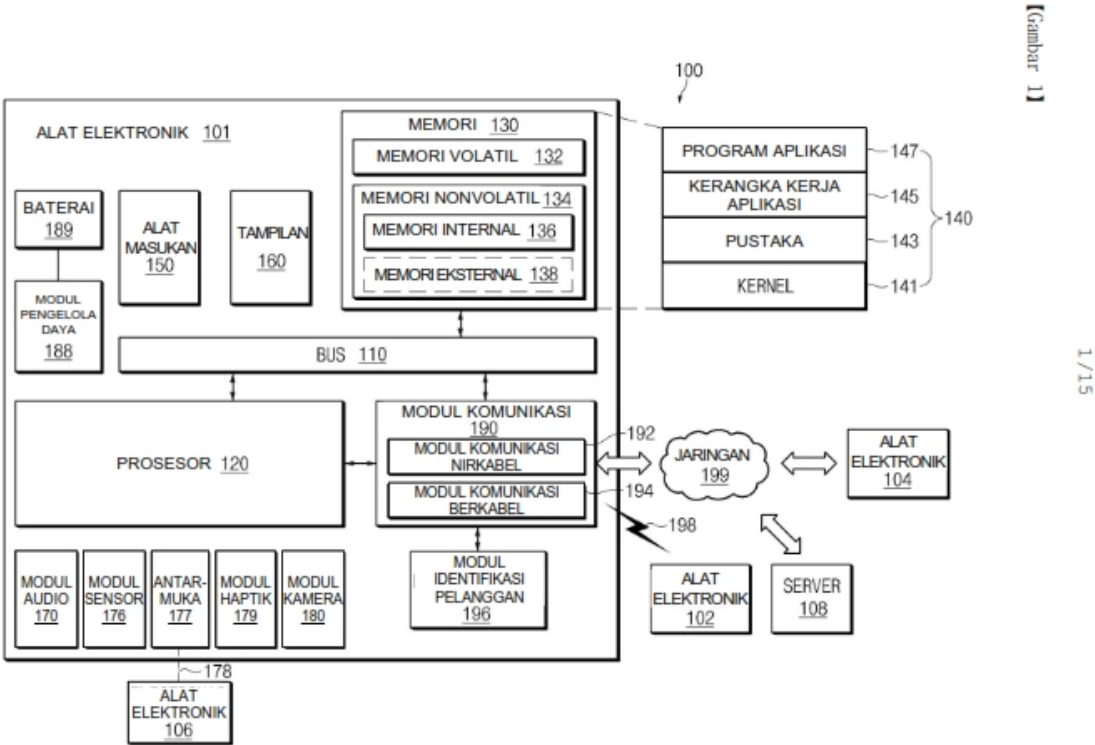 【Gambar 1】
1/15
100
ALAT ELEKTRONIK 101
MEMORI 130
MEMORI VOLATIL 132
MEMORI NONVOLATIL 134
MEMORI INTERNAL 136
MEMORI EKSTERNAL 138
PROGRAM APLIKASI
147
KERANGKA KERJA
APLIKASI
145
PUSTAKA
143
KERNEL
141
140
BATERAI
189
ALAT
MASUKAN
150
TAMPILAN
160
MODUL
PENGELOLA
DAYA
188
BUS 110
PROSESOR 120
MODUL KOMUNIKASI
190
192
MODUL KOMUNIKASI
NIRKABEL
194
MODUL KOMUNIKASI
BERKABEL
JARINGAN
199
ALAT
ELEKTRONIK
104
198
MODUL
AUDIO
170
MODUL
SENSOR
176
ANTAR-
MUKA
177
MODUL
HAPTIK
179
MODUL
KAMERA
180
MODUL
IDENTIFIKASI
PELANGGAN
196
ALAT
ELEKTRONIK
102
SERVER
108
178
ALAT
ELEKTRONIK
106